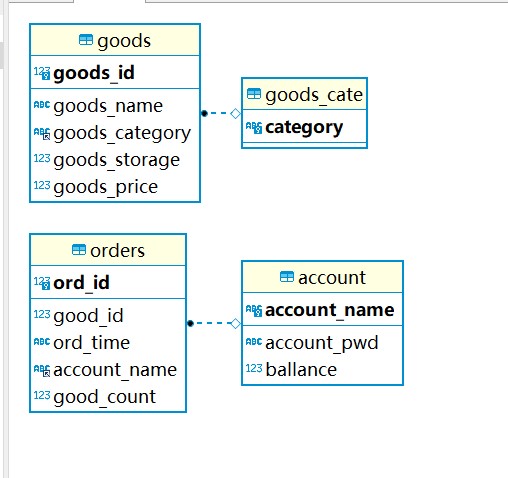 goods
123 goods_id
ABC goods_name
ABC goods_category
123 goods_storage
123 goods_price
goods_cate
ABC category
orders
123 ord_id
123 good_id
ABC ord_time
ABC account_name
123 good_count
account
ABC account_name
ABC account_pwd
123 ballance